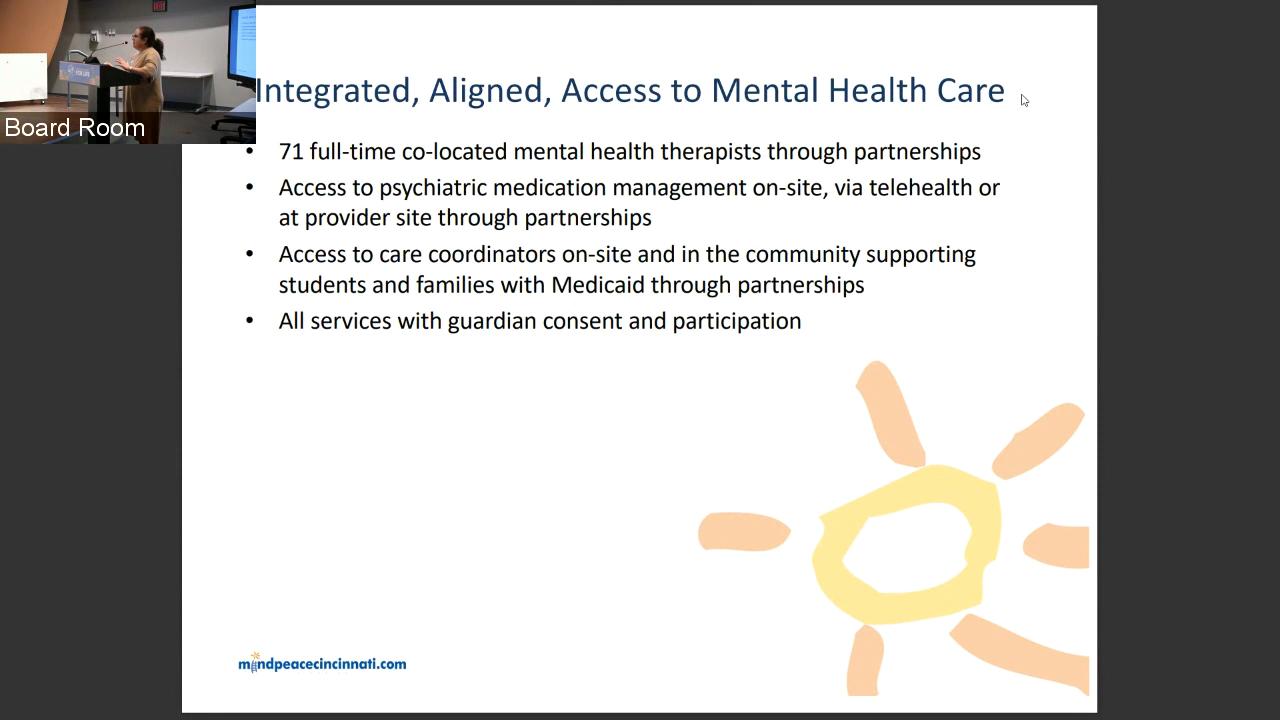 Integrated, Aligned, Access to Mental Health Care
Board Room
• 71 full-time co-located mental health therapists through partnerships
• Access to psychiatric medication management on-site, via telehealth or
at provider site through partnerships
• Access to care coordinators on-site and in the community supporting
students and families with Medicaid through partnerships
• All services with guardian consent and participation
mindpeacecincinnati.com